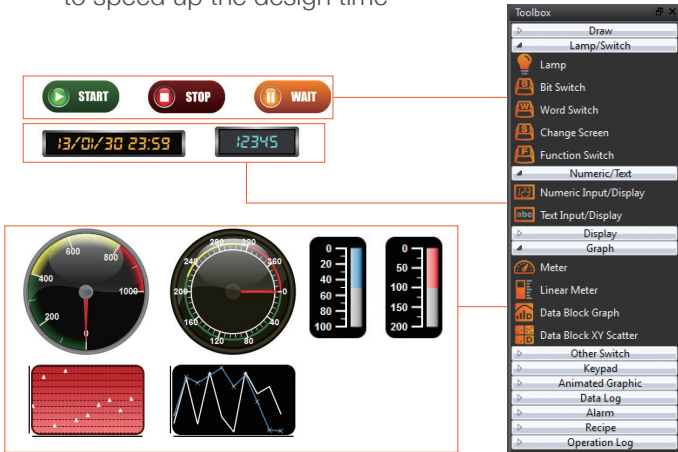 to speed up the design time
START
STOP
WAIT
13/01/30 23:59
12345
600
800
400
1000
200
0
280
320
240
360
200
0
160
40
120
80
0
20
40
60
80
100
0
50
100
150
200
Toolbox
Draw
Lamp/Switch
Lamp
B
Bit Switch
W
Word Switch
S
Change Screen
F
Function Switch
Numeric/Text
123
Numeric Input/Display
abc
Text Input/Display
Display
Graph
Meter
Linear Meter
Data Block Graph
D
Data Block XY Scatter
Other Switch
Keypad
Animated Graphic
Data Log
Alarm
Recipe
Operation Log